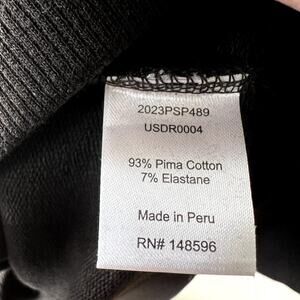 2023PSP489
USDR0004
93% Pima Cotton
7% Elastane
Made in Peru
RN# 148596